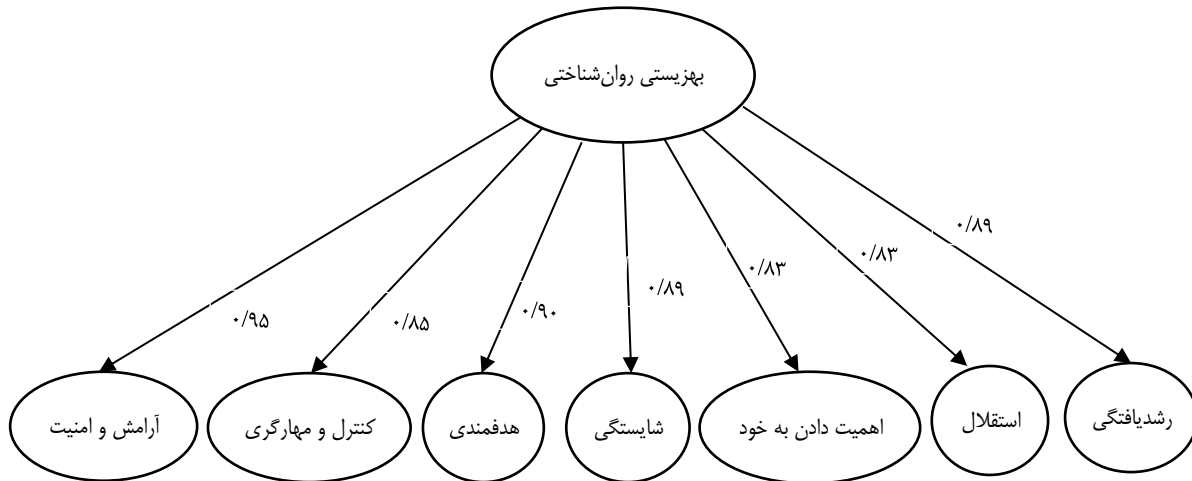 بهزیستی روان‌شناختی
۰/۸۹
۰/۸۳
۰/۸۳
۰/۸۹
۰/۹۰
۰/۸۵
۰/۹۵
رشدیافتگی
استقلال
اهمیت دادن به خود
شایستگی
هدفمندی
کنترل و مهارگری
آرامش و امنیت